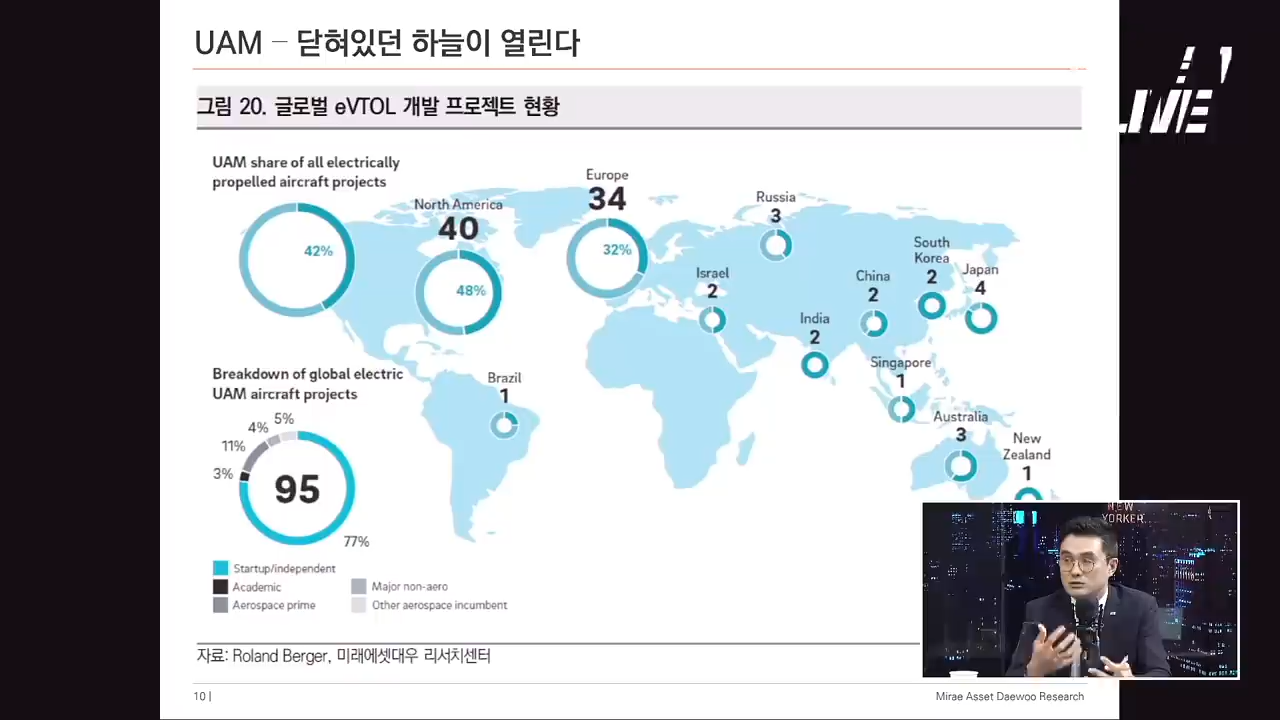 UAM – 닫혀있던 하늘이 열린다
LIVE
그림 20. 글로벌 eVTOL 개발 프로젝트 현황
UAM share of all electrically
propelled aircraft projects
42%
North America
40
48%
Europe
34
32%
Russia
3
Israel
2
India
2
China
2
South
Korea
2
Japan
4
Singapore
1
Australia
3
New
Zealand
1
Brazil
1
Breakdown of global electric
UAM aircraft projects
5%
4%
11%
3%
95
77%
Startup/independent
Academic
Major non-aero
Aerospace prime
Other aerospace incumbent
NEW
YORKER
자료: Roland Berger, 미래에셋대우 리서치센터
10 |
Mirae Asset Daewoo Research